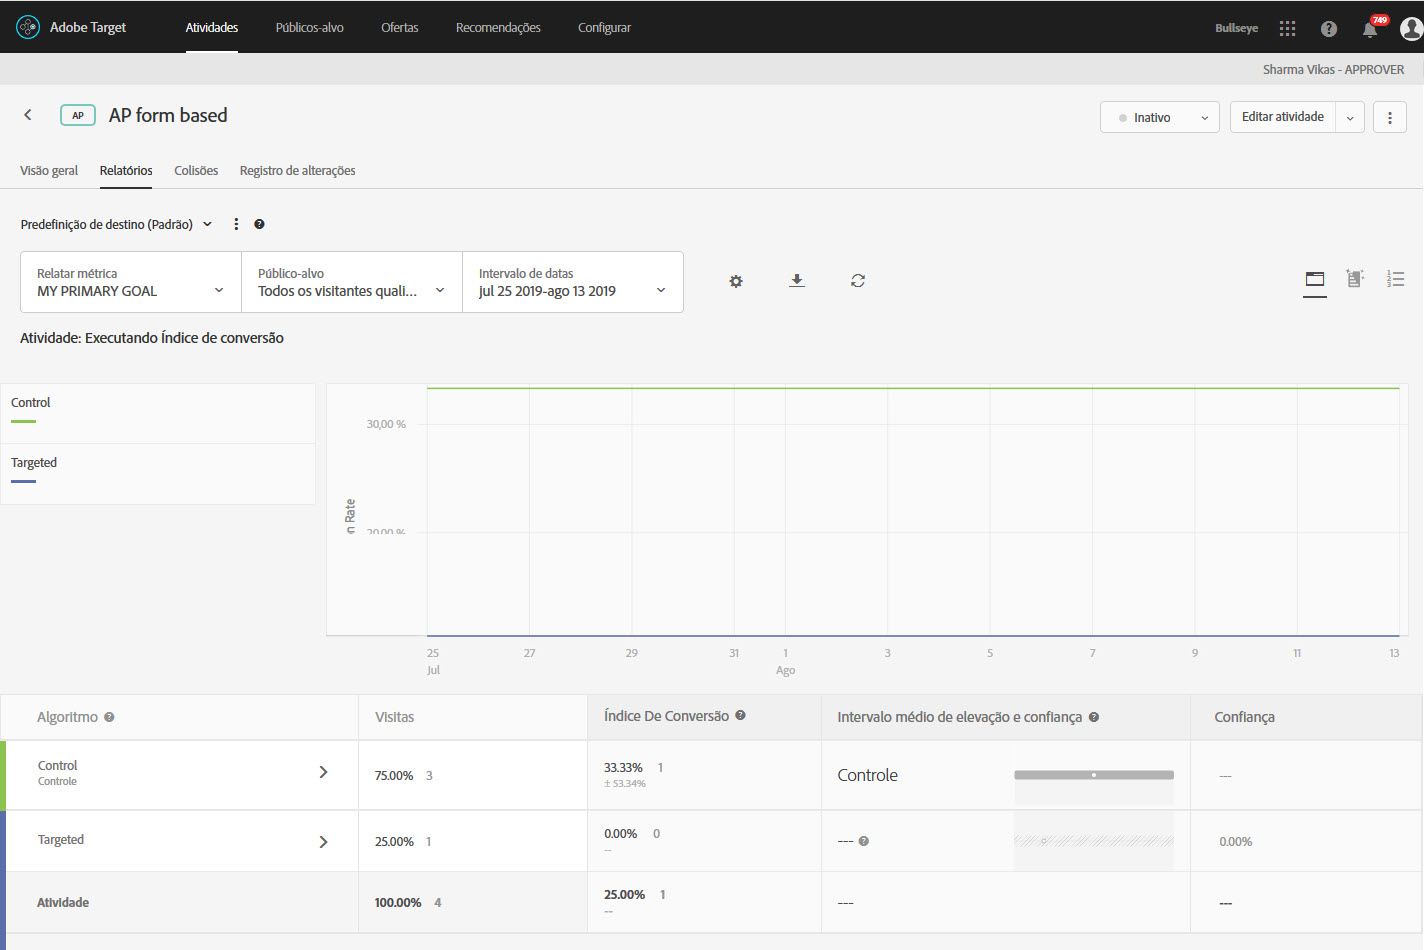 Adobe Target
Atividades
Públicos-alvo
Ofertas
Recomendações
Configurar
Bullseye
749
Sharma Vikas - APPROVER
AP
AP form based
Inativo
Editar atividade
Visão geral
Relatórios
Colisões
Registro de alterações
Predefinição de destino (Padrão)
Relatar métrica
MY PRIMARY GOAL
Público-alvo
Todos os visitantes quali...
Intervalo de datas
jul 25 2019-ago 13 2019
Atividade: Executando Índice de conversão
Control
Targeted
30,00 %
20,00 %
n Rate
25 27 29 31 1 3 5 7 9 11 13
Jul Ago
Algoritmo Visitas Índice De Conversão Intervalo médio de elevação e confiança Confiança
Control
Controle
75.00% 3
33.33% 1
± 53.34%
Controle
---
Targeted
25.00% 1
0.00% 0
--
---
0.00%
Atividade
100.00% 4
25.00% 1
--
---
---